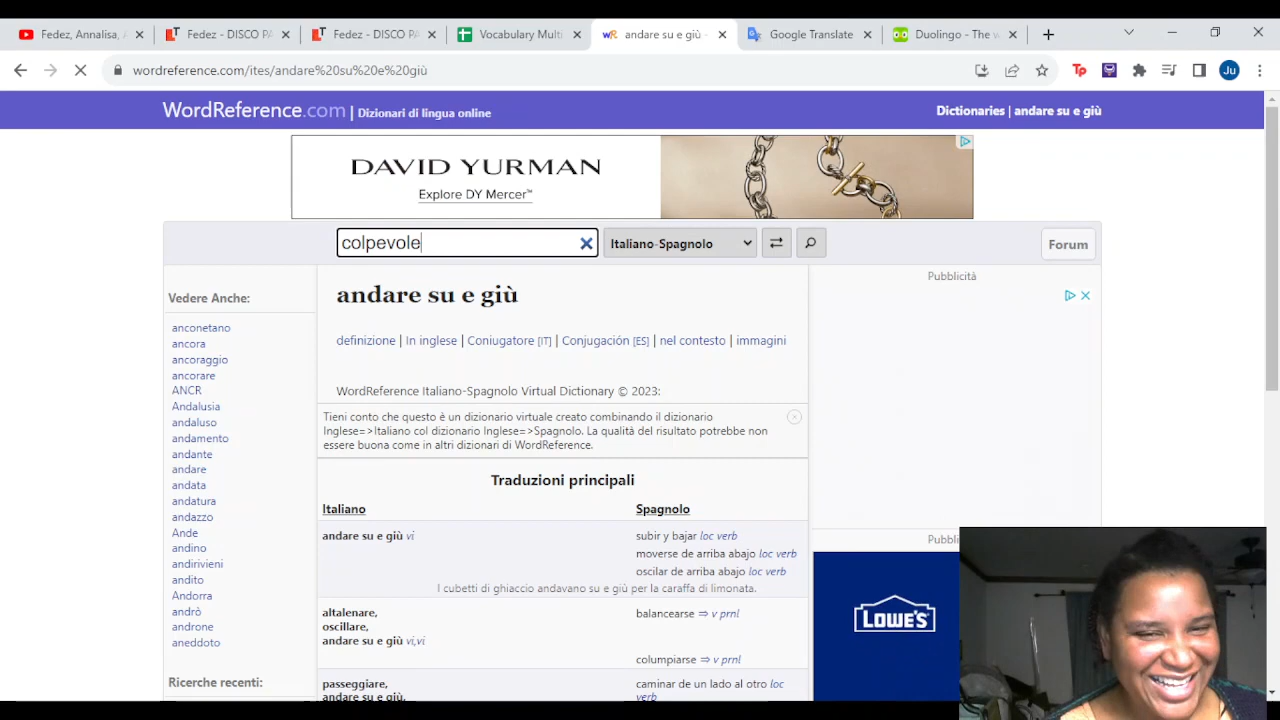 Fedez, Annalisa, A
Fedez - DISCO PA
Fedez - DISCO PA
Vocabulary Multi
andare su e giù -
Google Translate
Duolingo - The w
wordreference.com/ites/andare%20su%20e%20giù
Tp
Ju
WordReference.com | Dizionari di lingua online
Dictionaries | andare su e giù
DAVID YURMAN
Explore DY Mercer™
colpevole
Italiano-Spagnolo
Forum
Vedere Anche:
anconetano
ancora
ancoraggio
ancorare
ANCR
Andalusia
andaluso
andamento
andante
andare
andata
andatura
andazzo
Ande
andino
andirivieni
andito
Andorra
andrò
androne
aneddoto
Ricerche recenti:
andare su e giù
definizione | In inglese | Coniugatore [IT] | Conjugación [ES] | nel contesto | immagini
WordReference Italiano-Spagnolo Virtual Dictionary © 2023:
Tieni conto che questo è un dizionario virtuale creato combinando il dizionario
Inglese=>Italiano col dizionario Inglese=>Spagnolo. La qualità del risultato potrebbe non
essere buona come in altri dizionari di WordReference.
Traduzioni principali
Italiano
Spagnolo
andare su e giù vi
subir y bajar loc verb
moverse de arriba abajo loc verb
oscilar de arriba abajo loc verb
I cubetti di ghiaccio andavano su e giù per la caraffa di limonata.
altalenare,
oscillare,
andare su e giù vi,vi
balancearse ⇒ v prnl
columpiarse ⇒ v prnl
passeggiare,
andare su e giù,
caminar de un lado al otro loc
verb
Pubblicità
Pubbli
LOWE'S